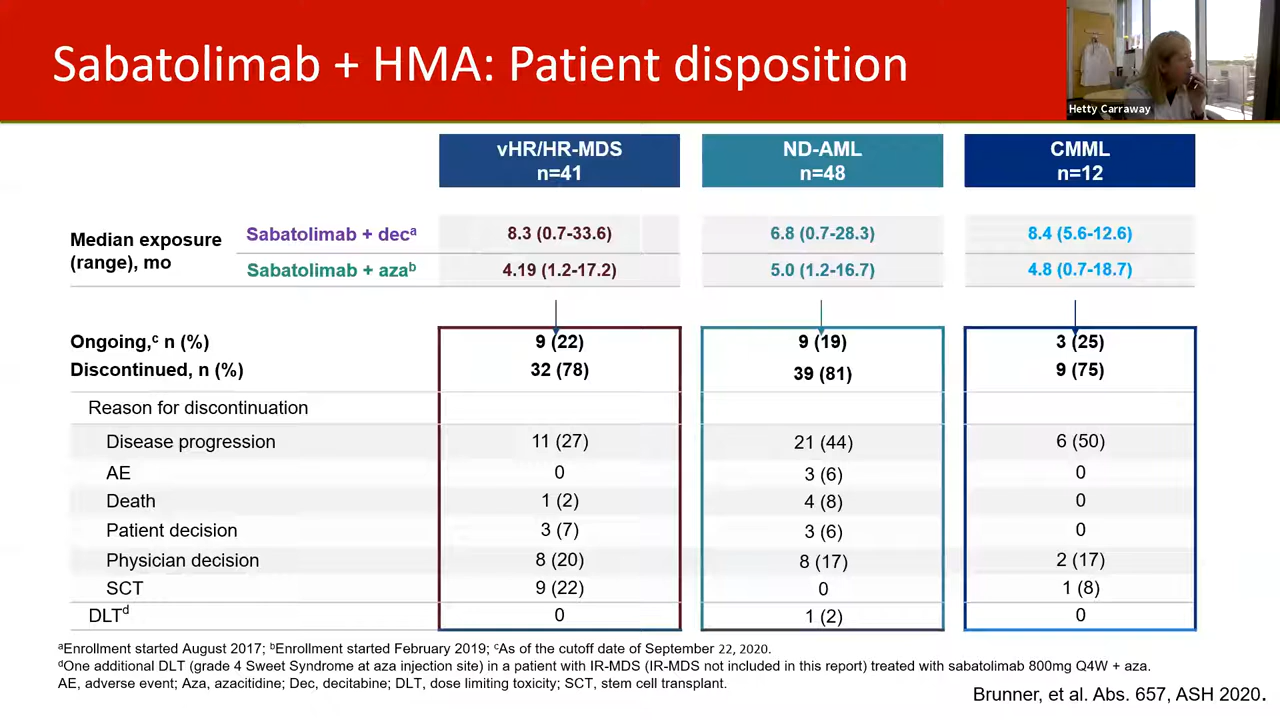 Sabatolimab + HMA: Patient disposition
Hetty Carraway
vHR/HR-MDS n=41 ND-AML n=48 CMML n=12
Median exposure (range), mo
Sabatolimab + decᵃ 8.3 (0.7-33.6) 6.8 (0.7-28.3) 8.4 (5.6-12.6)
Sabatolimab + azaᵇ 4.19 (1.2-17.2) 5.0 (1.2-16.7) 4.8 (0.7-18.7)
Ongoing,ᶜ n (%) 9 (22) 9 (19) 3 (25)
Discontinued, n (%) 32 (78) 39 (81) 9 (75)
Reason for discontinuation
Disease progression 11 (27) 21 (44) 6 (50)
AE 0 3 (6) 0
Death 1 (2) 4 (8) 0
Patient decision 3 (7) 3 (6) 0
Physician decision 8 (20) 8 (17) 2 (17)
SCT 9 (22) 0 1 (8)
DLTᵈ 0 1 (2) 0
ᵃEnrollment started August 2017; ᵇEnrollment started February 2019; ᶜAs of the cutoff date of September 22, 2020.
ᵈOne additional DLT (grade 4 Sweet Syndrome at aza injection site) in a patient with IR-MDS (IR-MDS not included in this report) treated with sabatolimab 800mg Q4W + aza.
AE, adverse event; Aza, azacitidine; Dec, decitabine; DLT, dose limiting toxicity; SCT, stem cell transplant.
Brunner, et al. Abs. 657, ASH 2020.